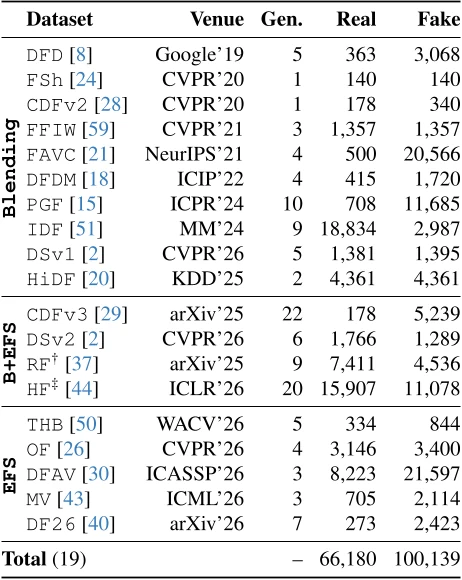 Dataset Venue Gen. Real Fake
Blending
DFD [8] Google’19 5 363 3,068
FSh [24] CVPR’20 1 140 140
CDFv2 [28] CVPR’20 1 178 340
FFIW [59] CVPR’21 3 1,357 1,357
FAVC [21] NeurIPS’21 4 500 20,566
DFDM [18] ICIP’22 4 415 1,720
PGF [15] ICPR’24 10 708 11,685
IDF [51] MM’24 9 18,834 2,987
DSv1 [2] CVPR’26 5 1,381 1,395
HiDF [20] KDD’25 2 4,361 4,361
B+EFS
CDFv3 [29] arXiv’25 22 178 5,239
DSv2 [2] CVPR’26 6 1,766 1,289
RF† [37] arXiv’25 9 7,411 4,536
HF‡ [44] ICLR’26 20 15,907 11,078
EFS
THB [50] WACV’26 5 334 844
OF [26] CVPR’26 4 3,146 3,400
DFAV [30] ICASSP’26 3 8,223 21,597
MV [43] ICML’26 3 705 2,114
DF26 [40] arXiv’26 7 273 2,423
Total (19) – 66,180 100,139